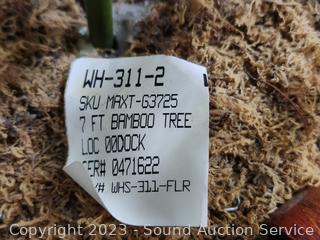 WH-311-2
SKU MAXT-G3725
7 FT BAMBOO TREE
LOC 00DOCK
SER# 0471622
# WHS-311-FLR
Copyright 2023 - Sound Auction Service